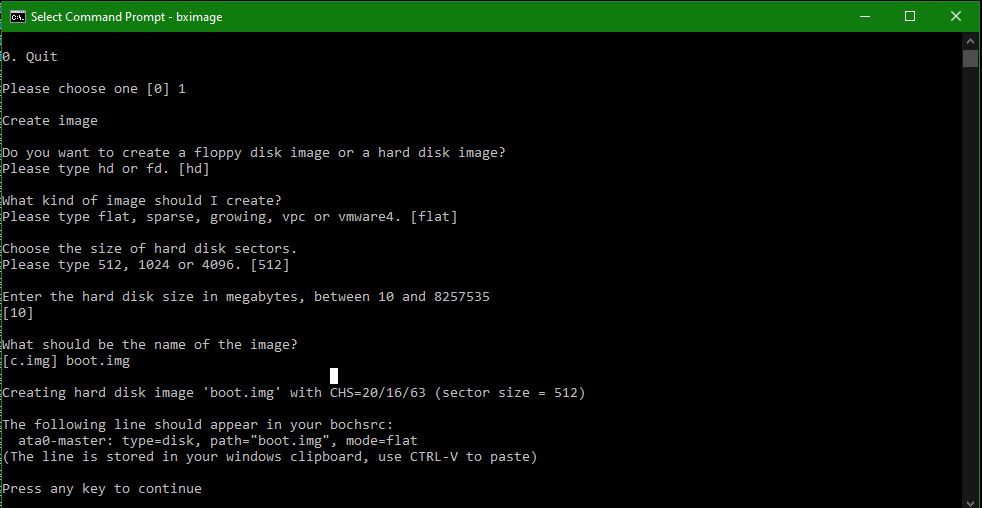 Select Command Prompt - bximage
0. Quit
Please choose one [0] 1
Create image
Do you want to create a floppy disk image or a hard disk image?
Please type hd or fd. [hd]
What kind of image should I create?
Please type flat, sparse, growing, vpc or vmware4. [flat]
Choose the size of hard disk sectors.
Please type 512, 1024 or 4096. [512]
Enter the hard disk size in megabytes, between 10 and 8257535
[10]
What should be the name of the image?
[c.img] boot.img
Creating hard disk image 'boot.img' with CHS=20/16/63 (sector size = 512)
The following line should appear in your bochsrc:
ata0-master: type=disk, path="boot.img", mode=flat
(The line is stored in your windows clipboard, use CTRL-V to paste)
Press any key to continue